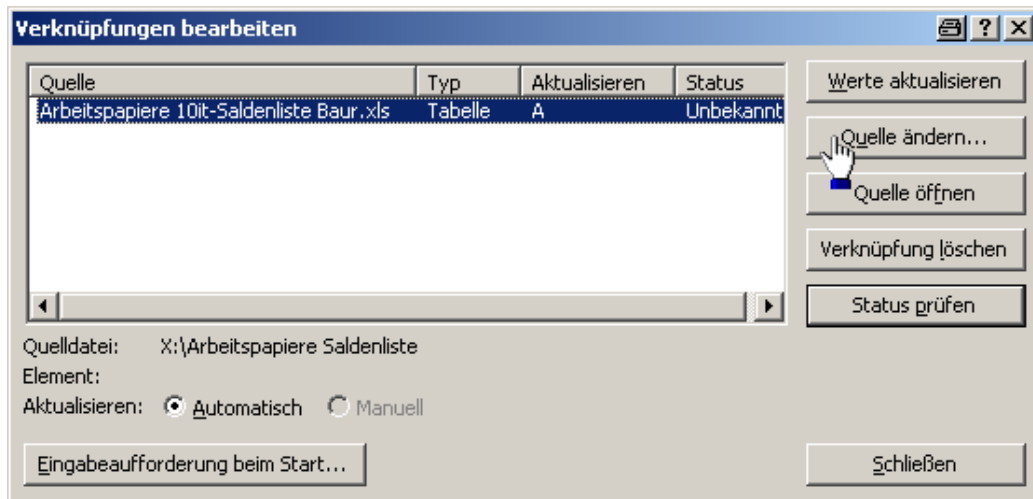 Verknüpfungen bearbeiten
Quelle Typ Aktualisieren Status
Arbeitspapiere 10it-Saldenliste Baur.xls Tabelle A Unbekannt
Werte aktualisieren
Quelle ändern...
Quelle öffnen
Verknüpfung löschen
Status prüfen
Quelldatei: X:\Arbeitspapiere Saldenliste
Element:
Aktualisieren: Automatisch Manuell
Eingabeaufforderung beim Start... Schließen